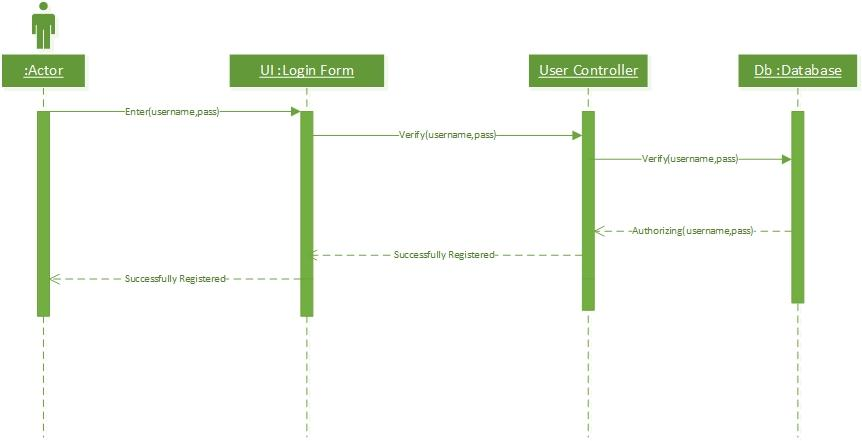 :Actor
UI :Login Form
User Controller
Db :Database
Enter(username,pass)
Verify(username,pass)
Verify(username,pass)
Authorizing(username,pass)
Successfully Registered
Successfully Registered